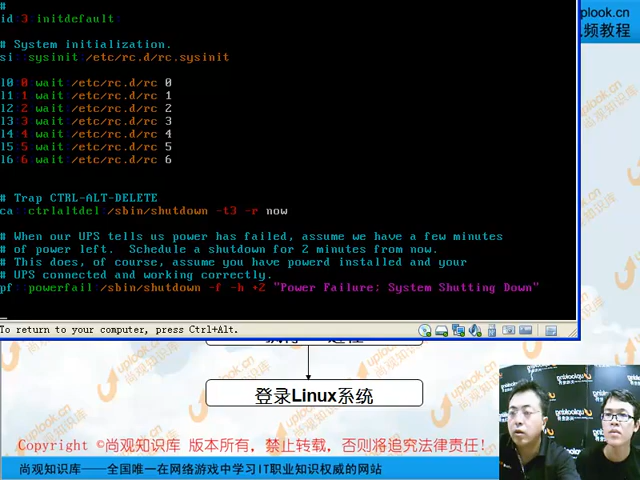 #
id:3:initdefault:
# System initialization.
si::sysinit:/etc/rc.d/rc.sysinit
l0:0:wait:/etc/rc.d/rc 0
l1:1:wait:/etc/rc.d/rc 1
l2:2:wait:/etc/rc.d/rc 2
l3:3:wait:/etc/rc.d/rc 3
l4:4:wait:/etc/rc.d/rc 4
l5:5:wait:/etc/rc.d/rc 5
l6:6:wait:/etc/rc.d/rc 6
# Trap CTRL-ALT-DELETE
ca::ctrlaltdel:/sbin/shutdown -t3 -r now
# When our UPS tells us power has failed, assume we have a few minutes
# of power left.  Schedule a shutdown for 2 minutes from now.
# This does, of course, assume you have powerd installed and your
# UPS connected and working correctly.
pf::powerfail:/sbin/shutdown -f -h +2 "Power Failure; System Shutting Down"
To return to your computer, press Ctrl+Alt.
uplook.cn
频教程
登录Linux系统
Copyright ©尚观知识库 版本所有，禁止转载，否则将追究法律责任！
尚观知识库——全国唯一在网络游戏中学习IT职业知识权威的网站